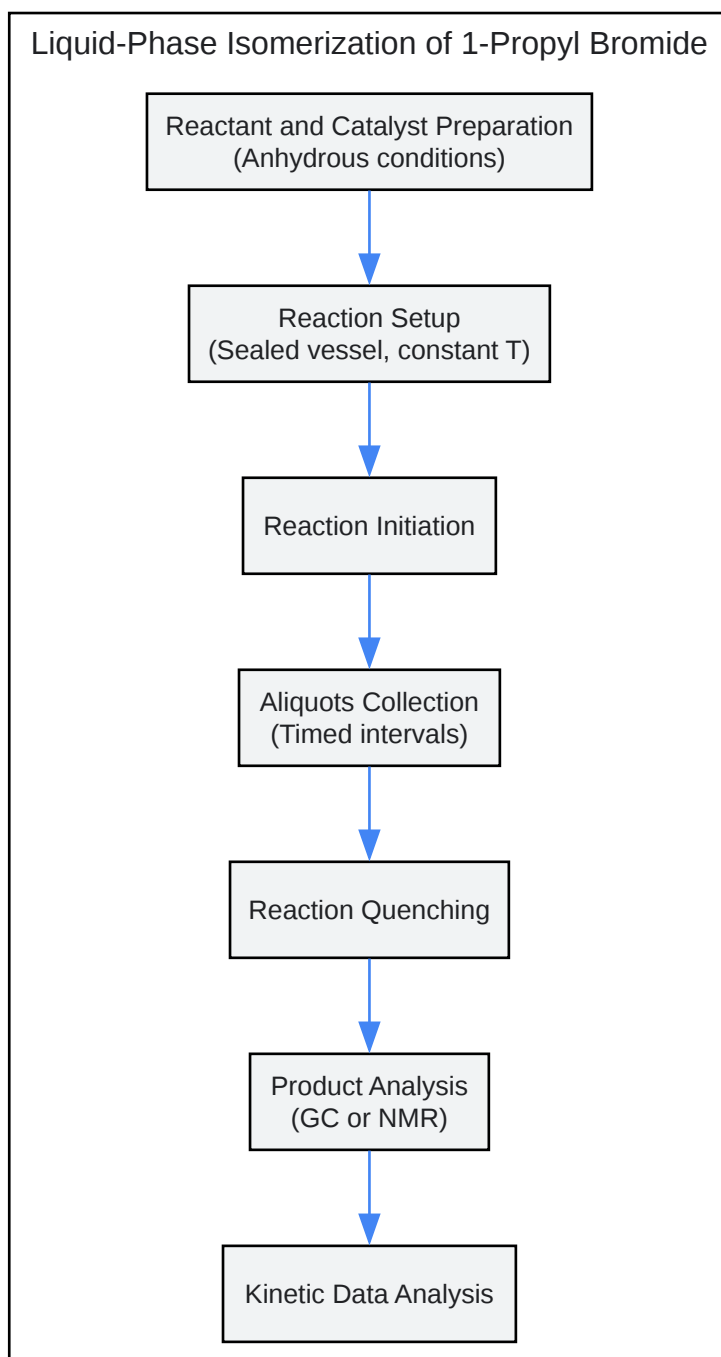 Liquid-Phase Isomerization of 1-Propyl Bromide
Reactant and Catalyst Preparation
(Anhydrous conditions)
Reaction Setup
(Sealed vessel, constant T)
Reaction Initiation
Aliquots Collection
(Timed intervals)
Reaction Quenching
Product Analysis
(GC or NMR)
Kinetic Data Analysis